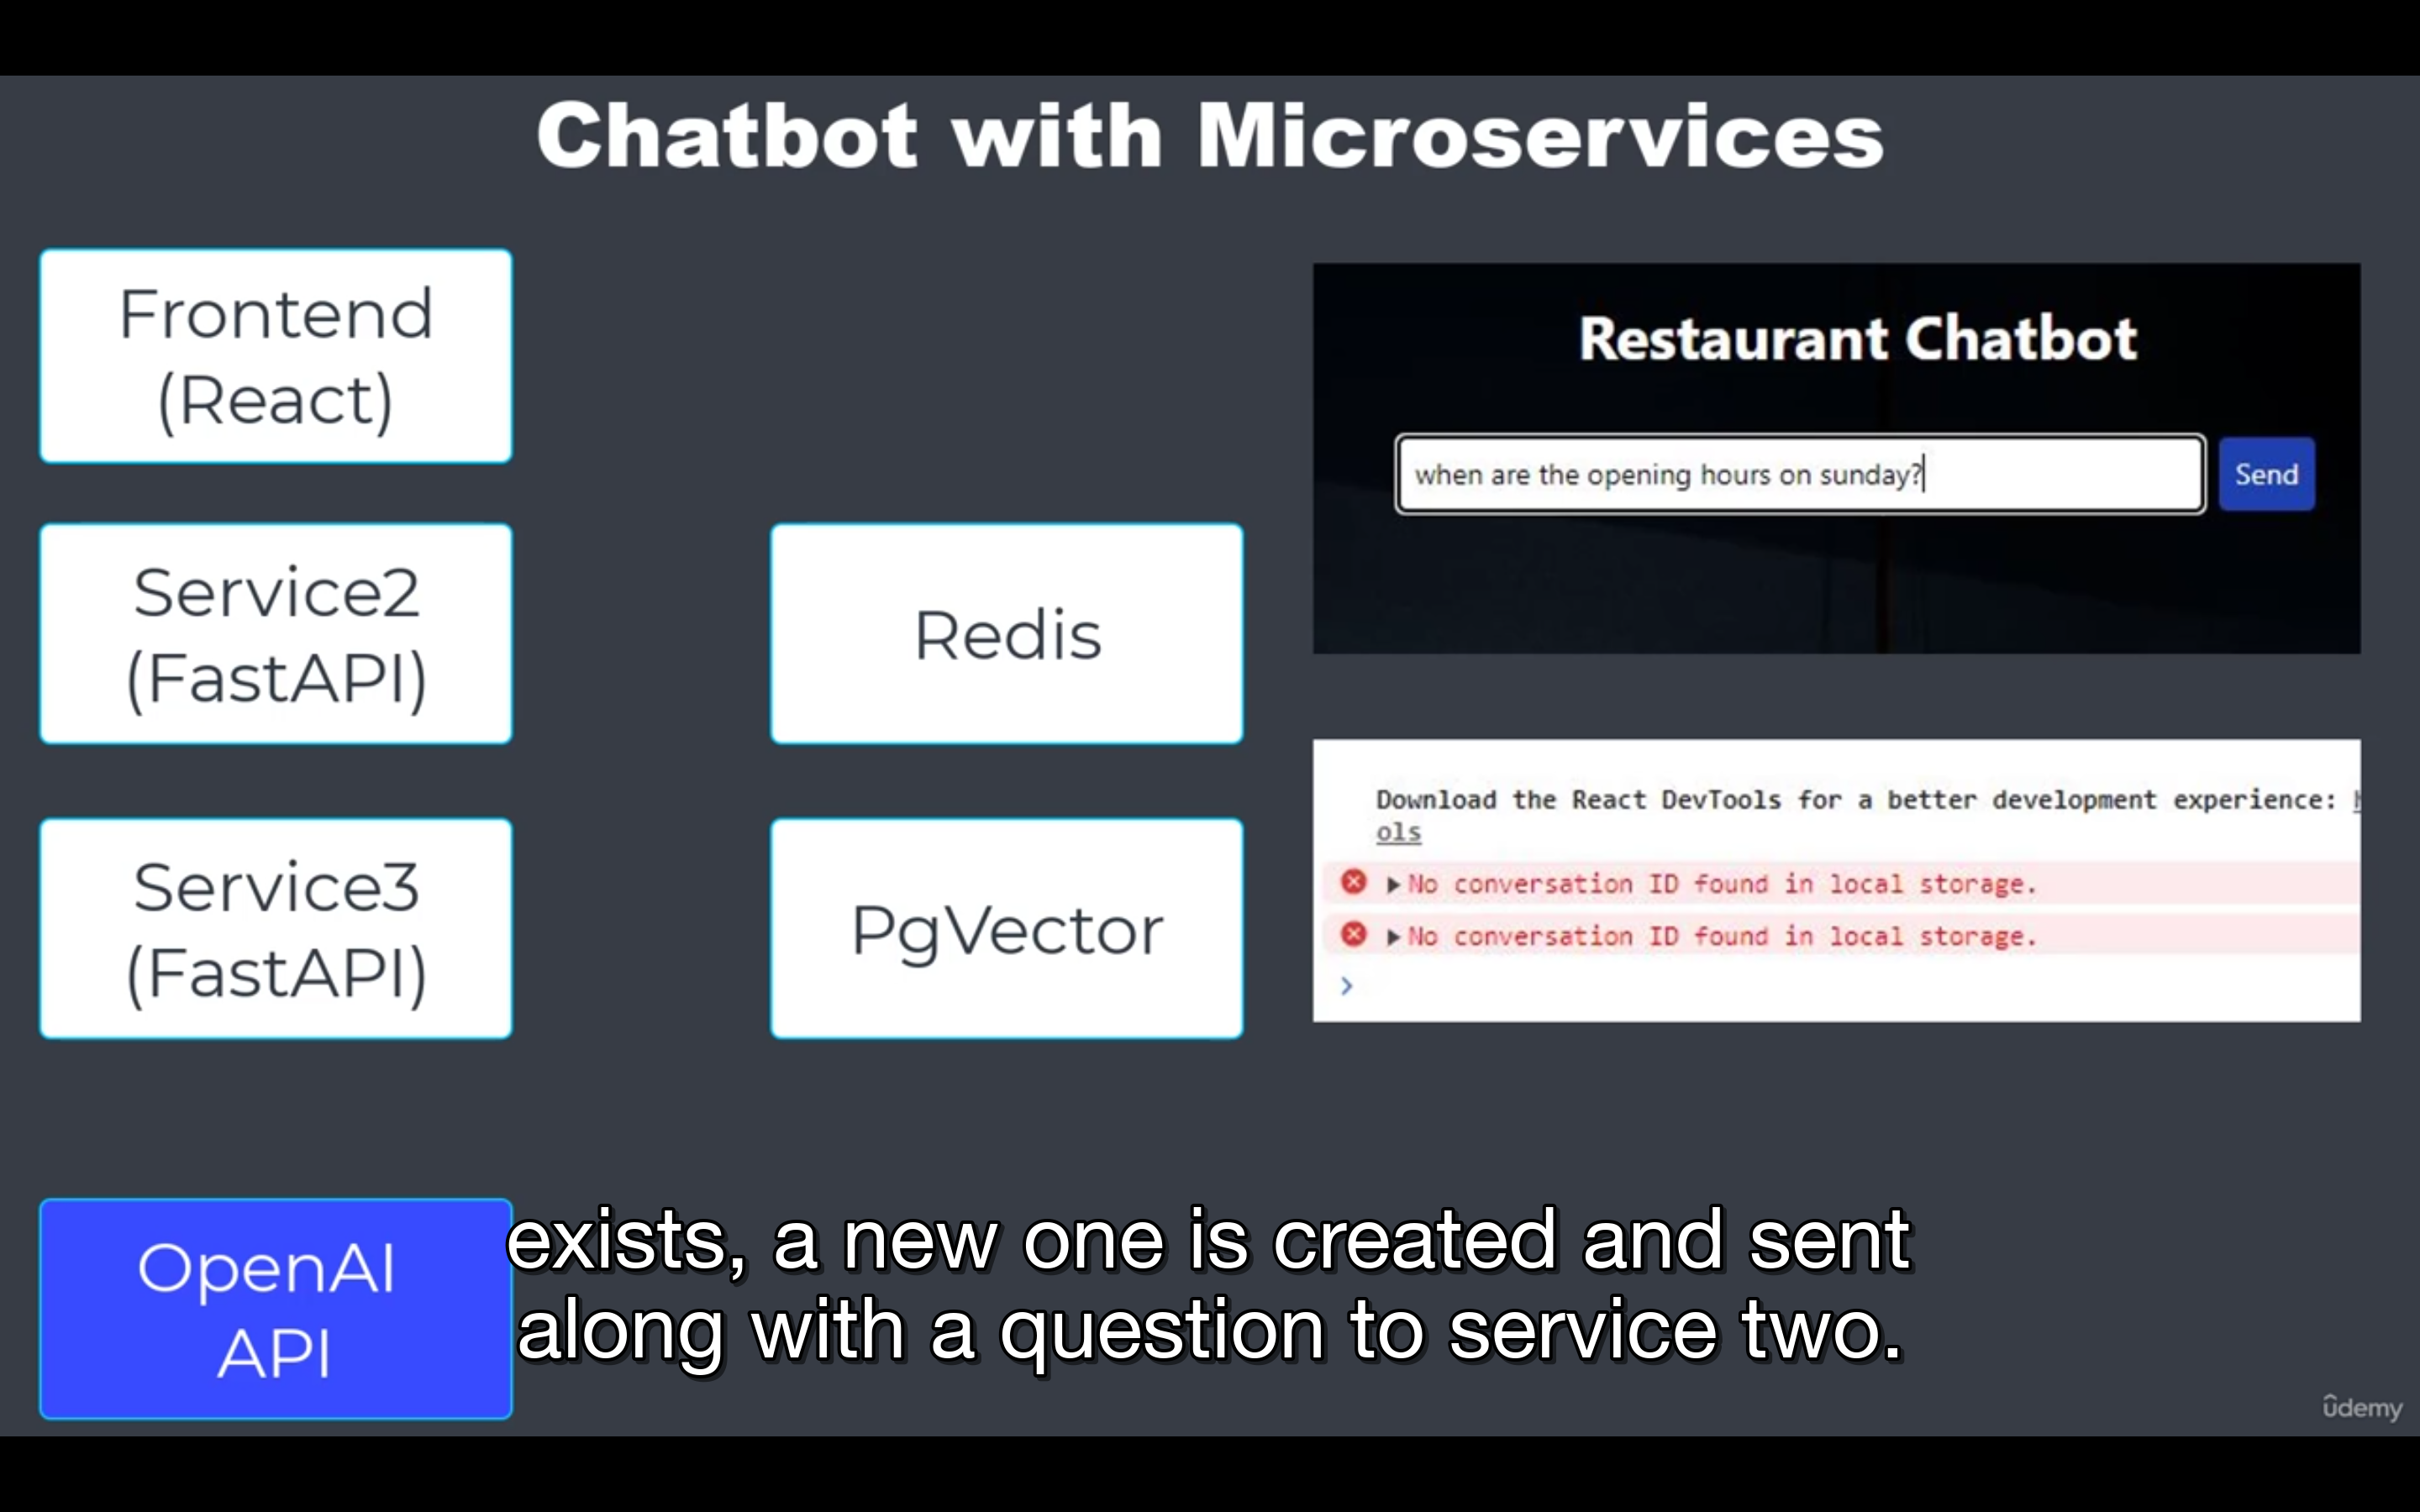 Chatbot with Microservices
Frontend
(React)
Service2
(FastAPI)
Service3
(FastAPI)
OpenAI
API
Redis
PgVector
Restaurant Chatbot
when are the opening hours on sunday?
Send
Download the React DevTools for a better development experience:
ols
No conversation ID found in local storage.
No conversation ID found in local storage.
exists, a new one is created and sent
along with a question to service two.
ûdemy